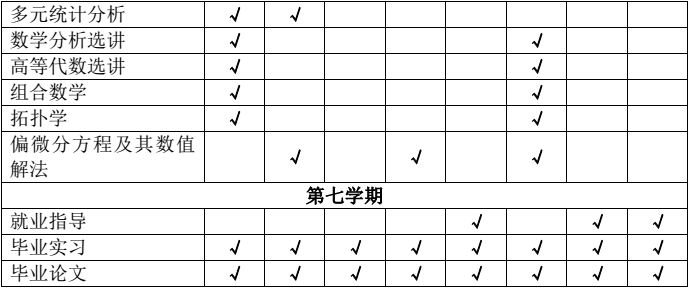 多元统计分析 √ √
数学分析选讲 √ √
高等代数选讲 √ √
组合数学 √ √
拓扑学 √ √
偏微分方程及其数值
解法 √ √ √
第七学期
就业指导 √ √ √
毕业实习 √ √ √ √ √ √ √ √
毕业论文 √ √ √ √ √ √ √ √